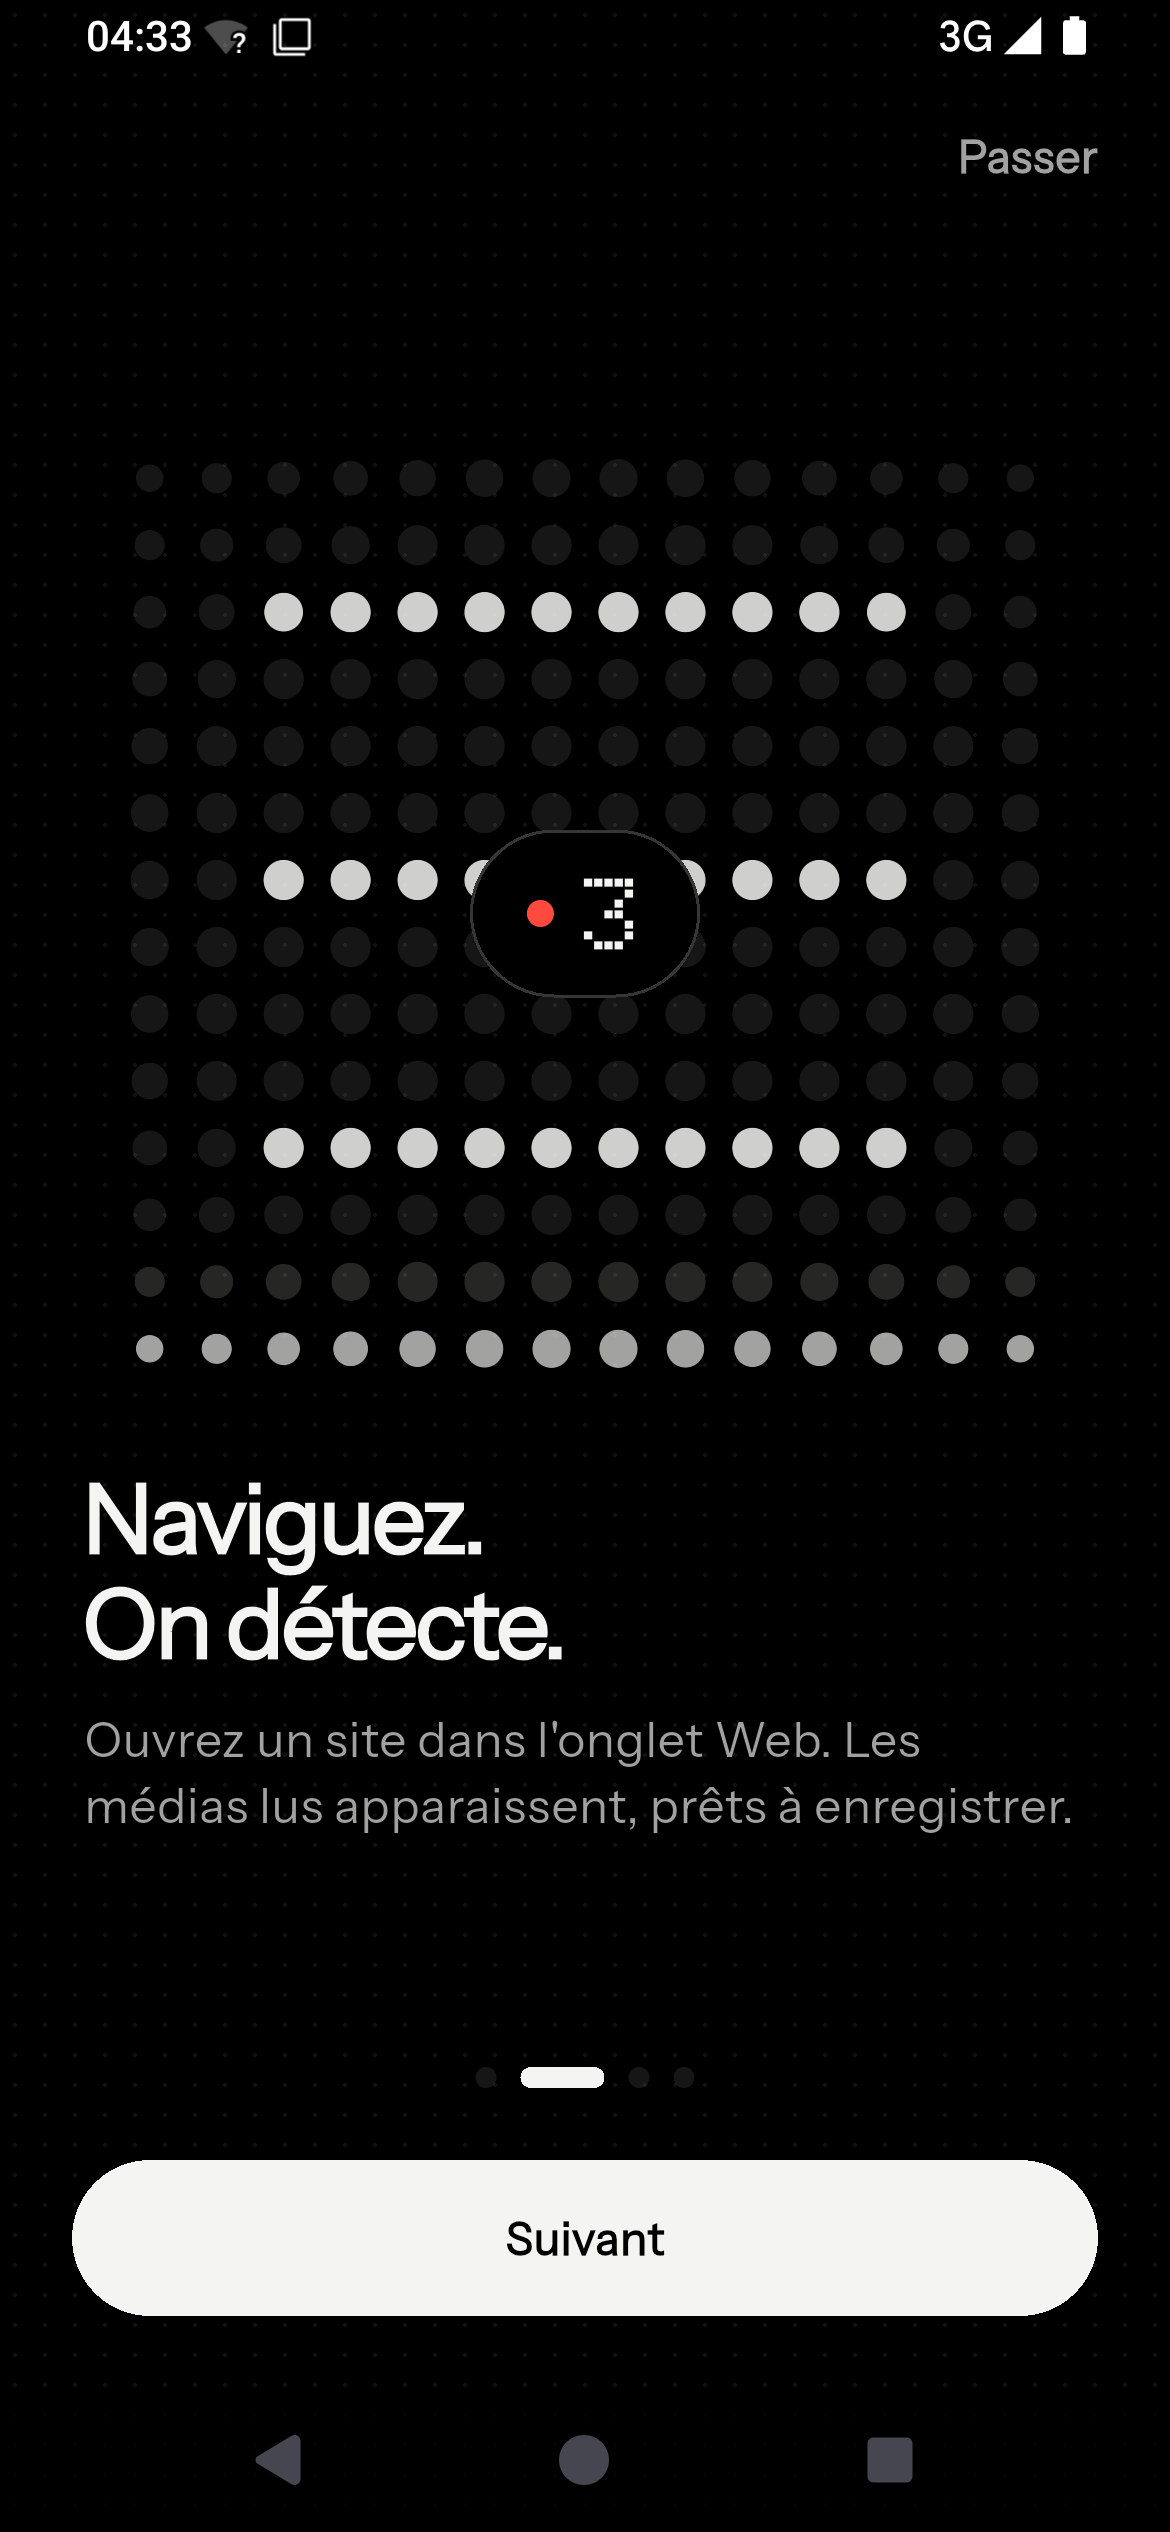 04:33
3G
Passer
3
Naviguez.
On détecte.
Ouvrez un site dans l'onglet Web. Les
médias lus apparaissent, prêts à enregistrer.
Suivant